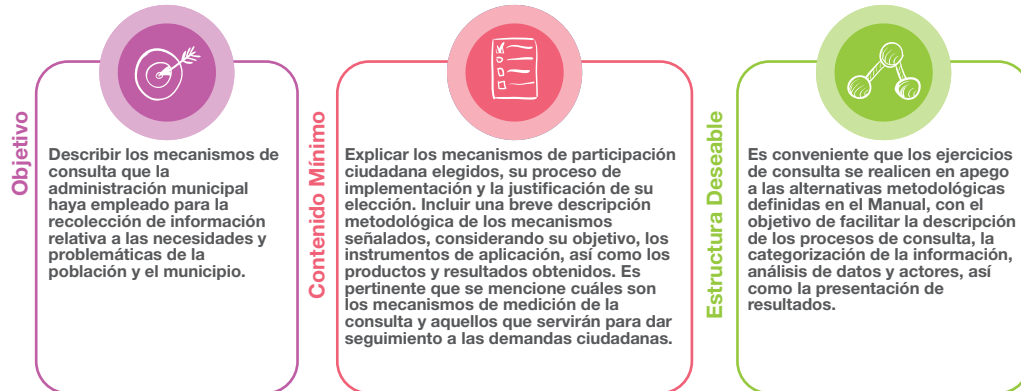 Objetivo
Describir los mecanismos de
consulta que la
administración municipal
haya empleado para la
recolección de información
relativa a las necesidades y
problemáticas de la
población y el municipio.
Contenido Mínimo
Explicar los mecanismos de participación
ciudadana elegidos, su proceso de
implementación y la justificación de su
elección. Incluir una breve descripción
metodológica de los mecanismos
señalados, considerando su objetivo, los
instrumentos de aplicación, así como los
productos y resultados obtenidos. Es
pertinente que se mencione cuáles son
los mecanismos de medición de la
consulta y aquellos que servirán para dar
seguimiento a las demandas ciudadanas.
Estructura Deseable
Es conveniente que los ejercicios
de consulta se realicen en apego
a las alternativas metodológicas
definidas en el Manual, con el
objetivo de facilitar la descripción
de los procesos de consulta, la
categorización de la información,
análisis de datos y actores, así
como la presentación de
resultados.